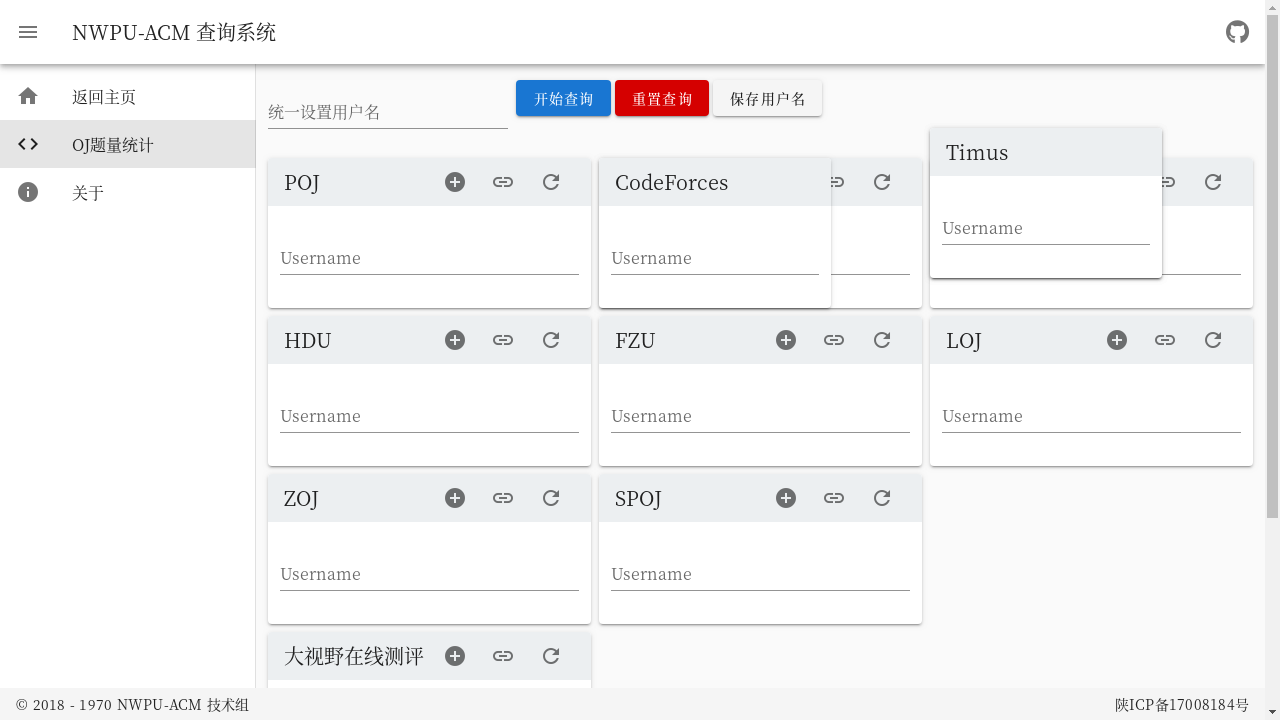 NWPU-ACM 查询系统
返回主页
OJ题量统计
关于
统一设置用户名
开始查询
重置查询
保存用户名
POJ
Username
CodeForces
Username
Timus
Username
HDU
Username
FZU
Username
LOJ
Username
ZOJ
Username
SPOJ
Username
大视野在线测评
© 2018 - 1970 NWPU-ACM 技术组
陕ICP备17008184号